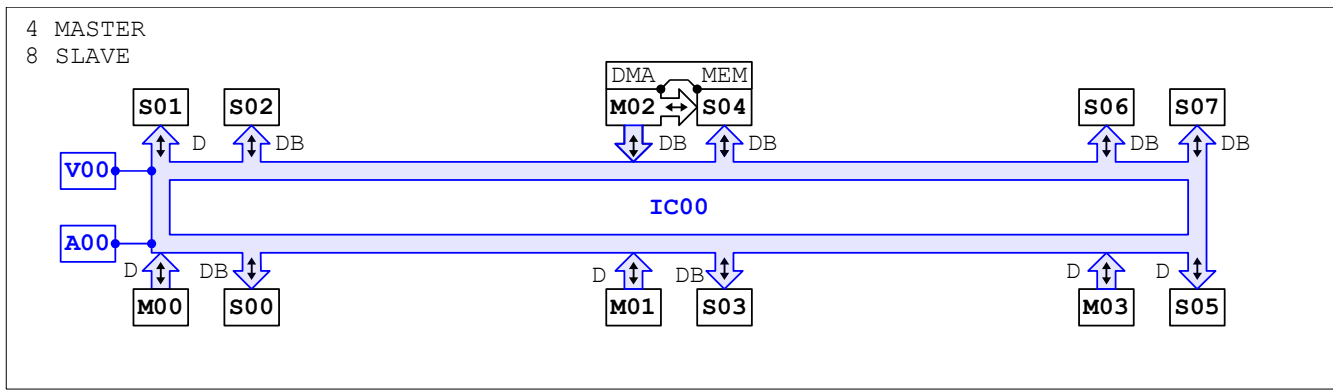 4 MASTER
8 SLAVE
DMA MEM
S01 S02 M02 S04 S06 S07
D DB DB DB DB DB
V00
IC00
A00
D DB D DB D D
M00 S00 M01 S03 M03 S05